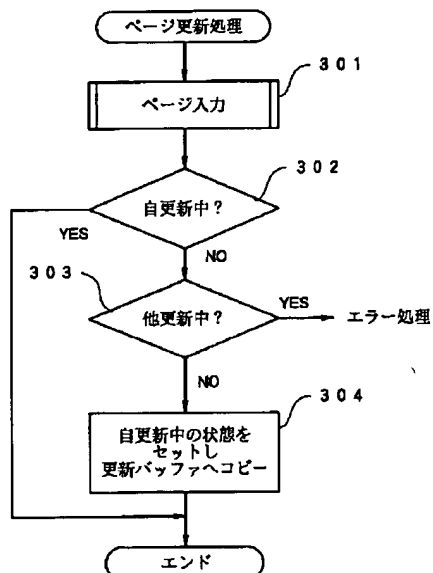 ページ更新処理
301
ページ入力
302
自更新中?
YES
NO
303
他更新中?
YES
エラー処理
NO
304
自更新中の状態を
セットし
更新バッファへコピー
エンド